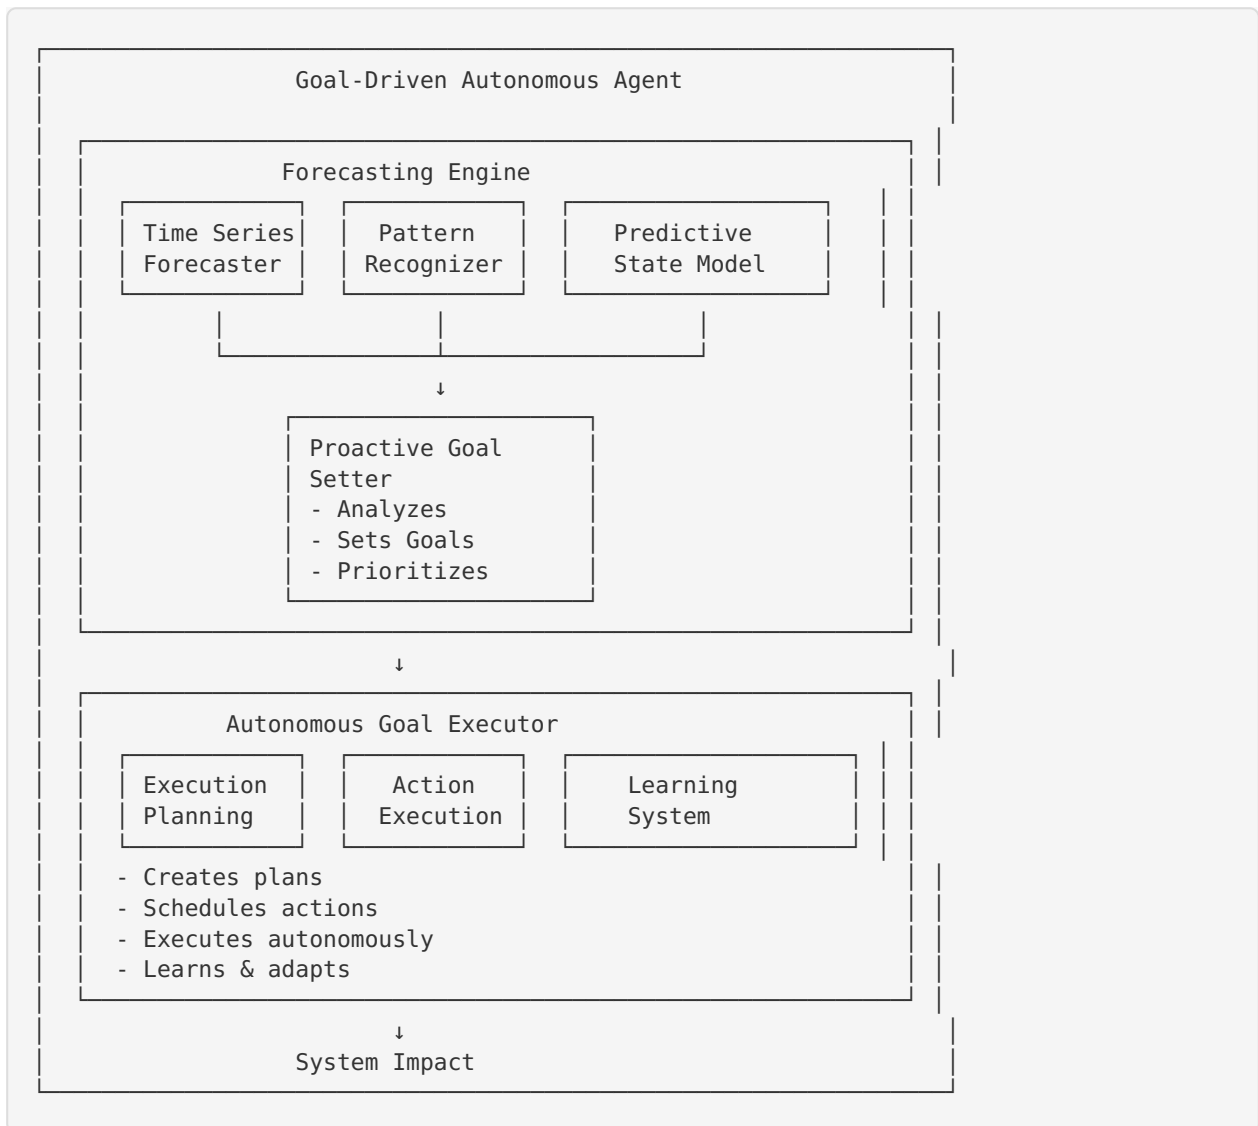 Goal-Driven Autonomous Agent
Forecasting Engine
Time Series Pattern Predictive
Forecaster Recognizer State Model
↓
Proactive Goal
Setter
- Analyzes
- Sets Goals
- Prioritizes
↓
Autonomous Goal Executor
Execution Action Learning
Planning Execution System
- Creates plans
- Schedules actions
- Executes autonomously
- Learns & adapts
↓
System Impact